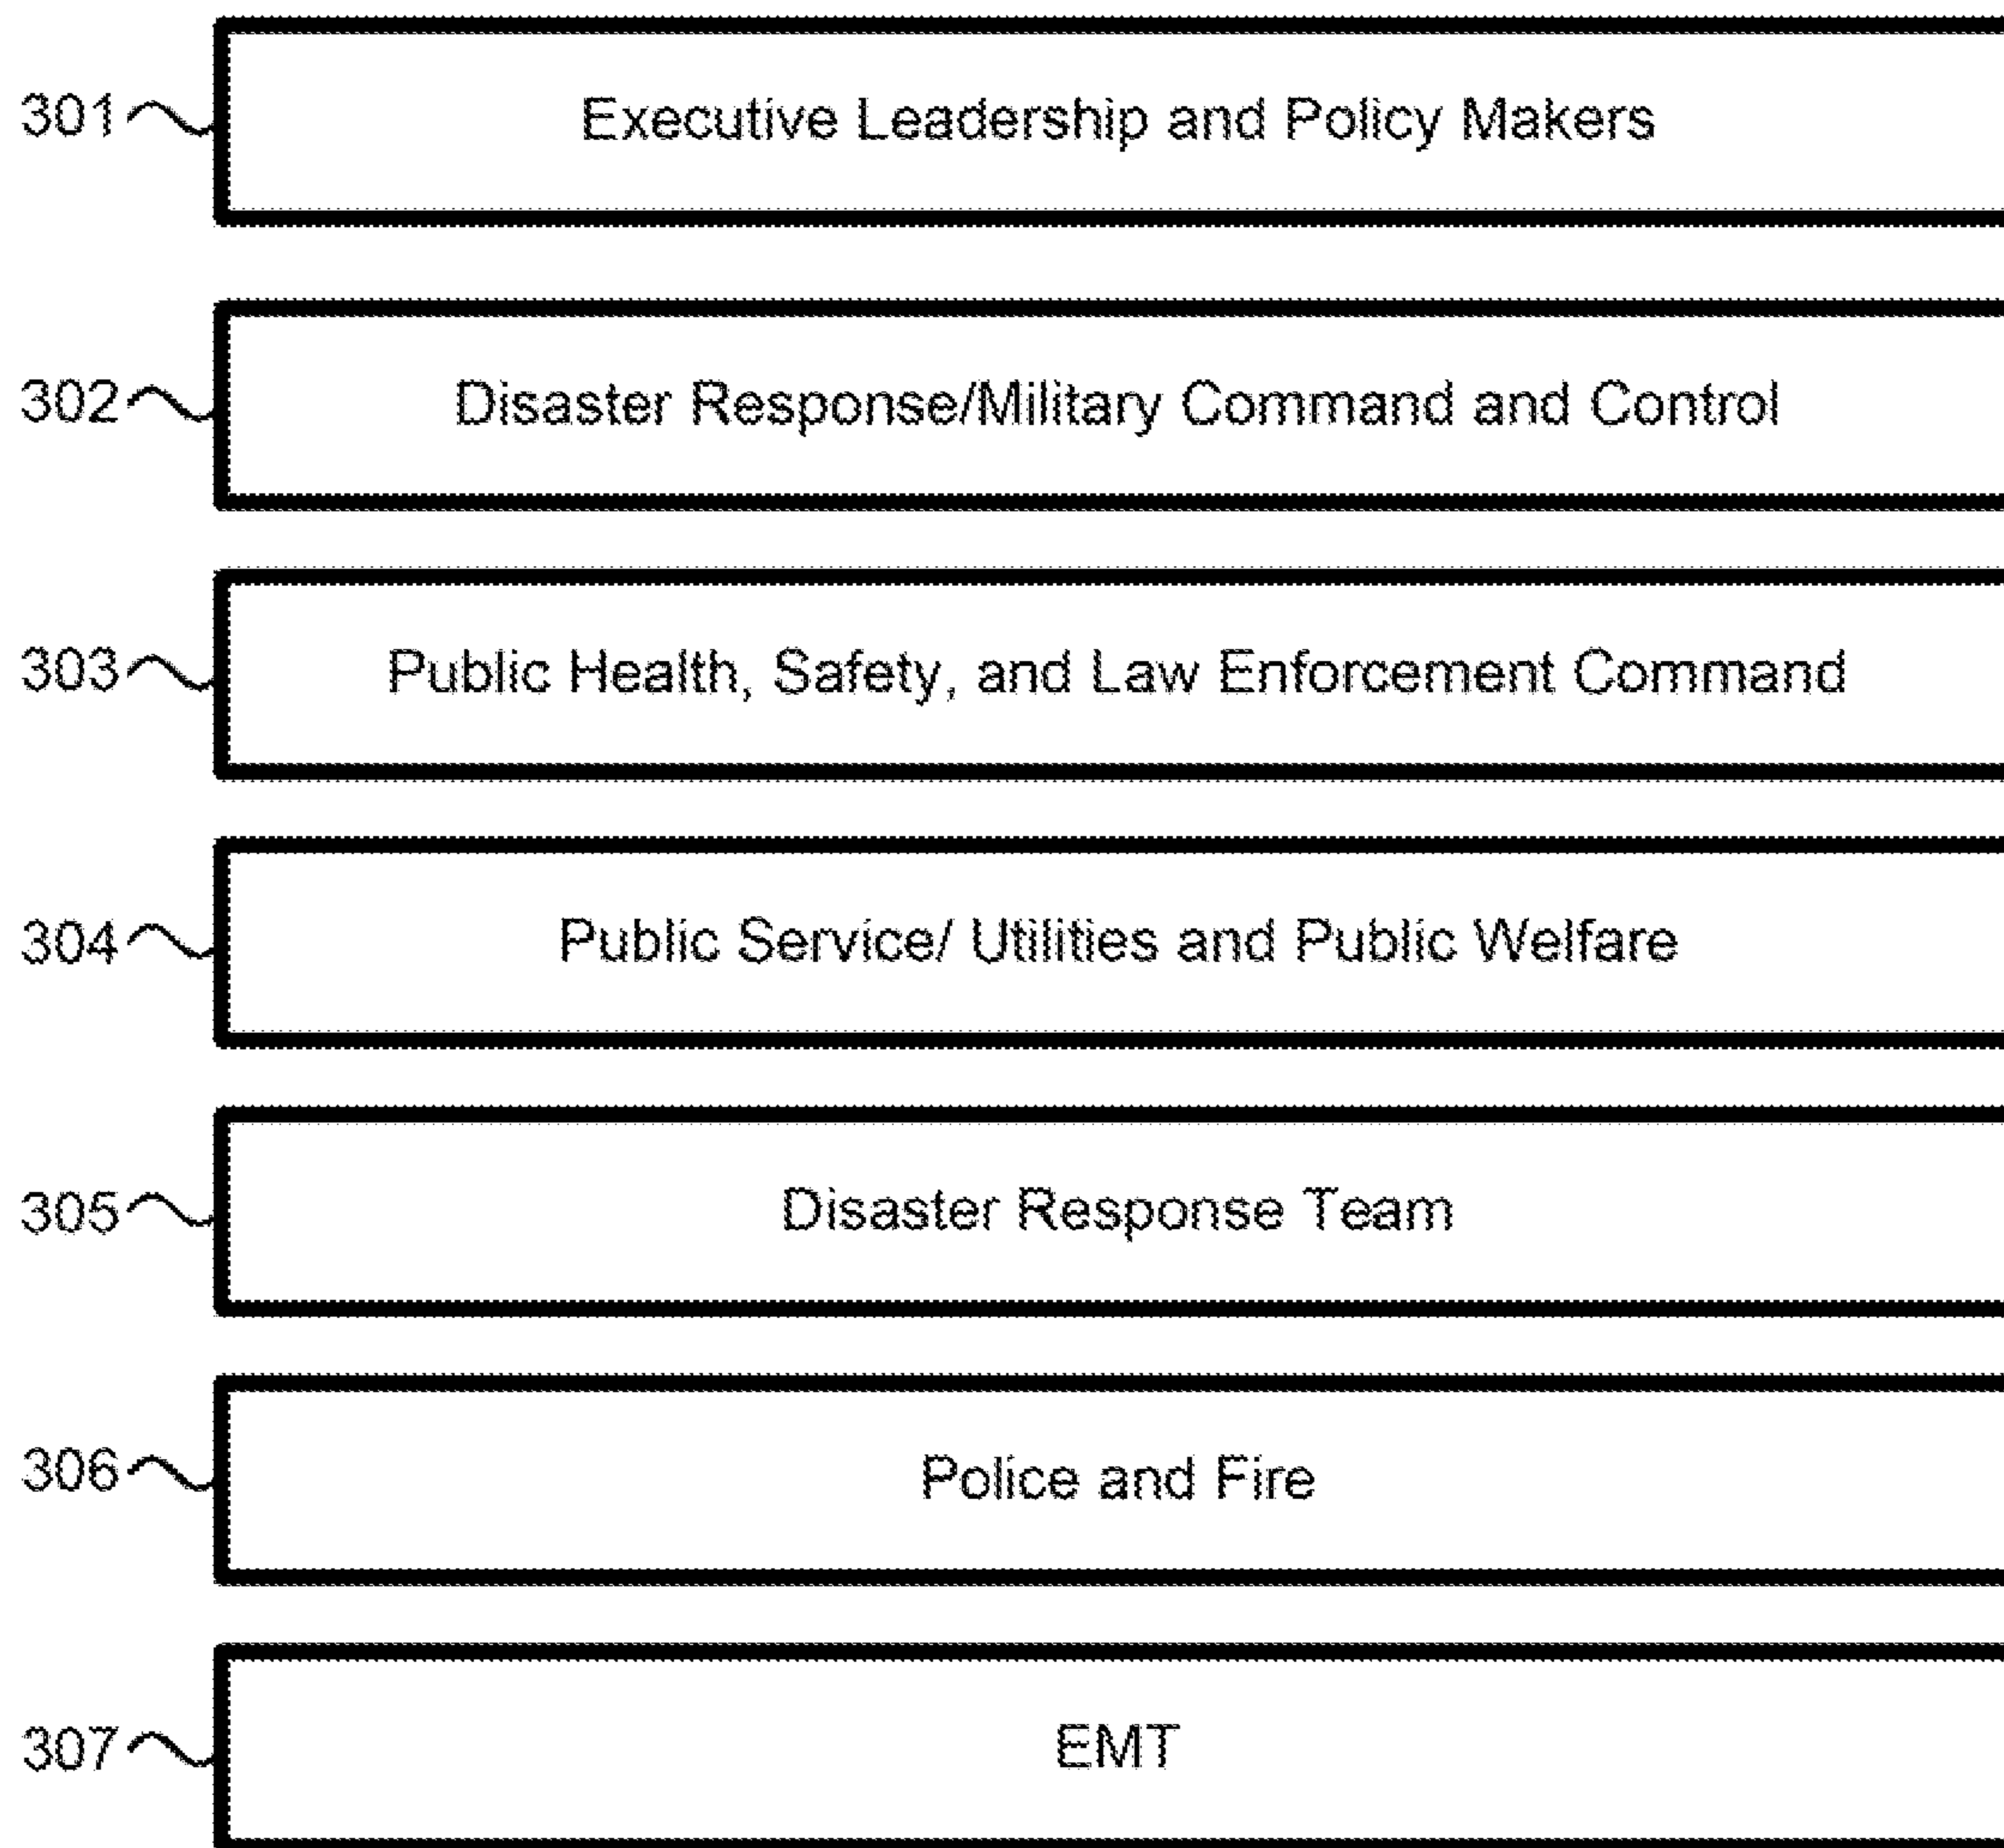 301 Executive Leadership and Policy Makers
302 Disaster Response/Military Command and Control
303 Public Health, Safety, and Law Enforcement Command
304 Public Service/ Utilities and Public Welfare
305 Disaster Response Team
306 Police and Fire
307 EMT